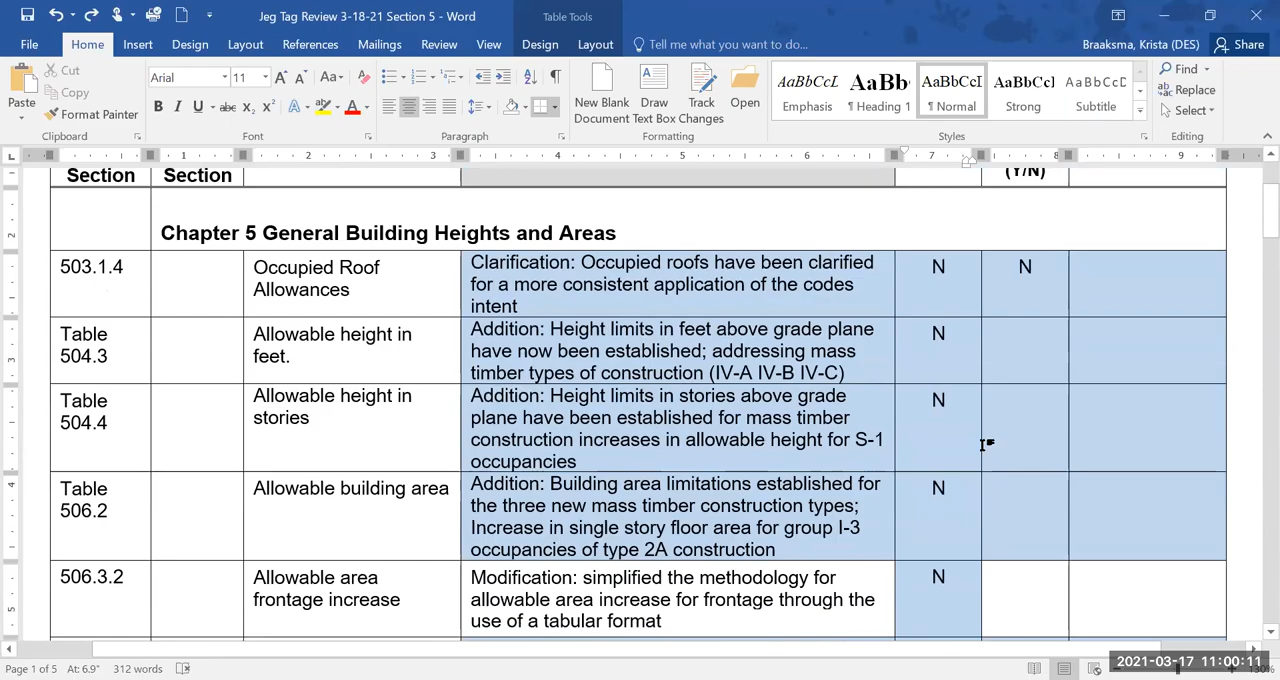 Jeg Tag Review 3-18-21 Section 5 - Word
Table Tools
File Home Insert Design Layout References Mailings Review View Design Layout Tell me what you want to do...
Braaksma, Krista (DES) Share
Paste
Cut
Copy
Format Painter
Clipboard
Arial 11
Font
Paragraph
New Blank Document
Draw Text Box
Track Changes
Open
Formatting
AaBbCcL Emphasis
AaBb( ¶ Heading 1
AaBbCcI ¶ Normal
AaBbCcl Strong
AaBbCcD Subtitle
Styles
Find
Replace
Select
Editing
1 2 3 4 5 6 7 8 9
Section Section (Y/N)
Chapter 5 General Building Heights and Areas
503.1.4
Occupied Roof
Allowances
Clarification: Occupied roofs have been clarified
for a more consistent application of the codes
intent
N N
Table
504.3
Allowable height in
feet.
Addition: Height limits in feet above grade plane
have now been established; addressing mass
timber types of construction (IV-A IV-B IV-C)
N
Table
504.4
Allowable height in
stories
Addition: Height limits in stories above grade
plane have been established for mass timber
construction increases in allowable height for S-1
occupancies
N
Table
506.2
Allowable building area
Addition: Building area limitations established for
the three new mass timber construction types;
Increase in single story floor area for group I-3
occupancies of type 2A construction
N
506.3.2
Allowable area
frontage increase
Modification: simplified the methodology for
allowable area increase for frontage through the
use of a tabular format
N
Page 1 of 5 At: 6.9" 312 words
2021-03-17 11:00:11
130%